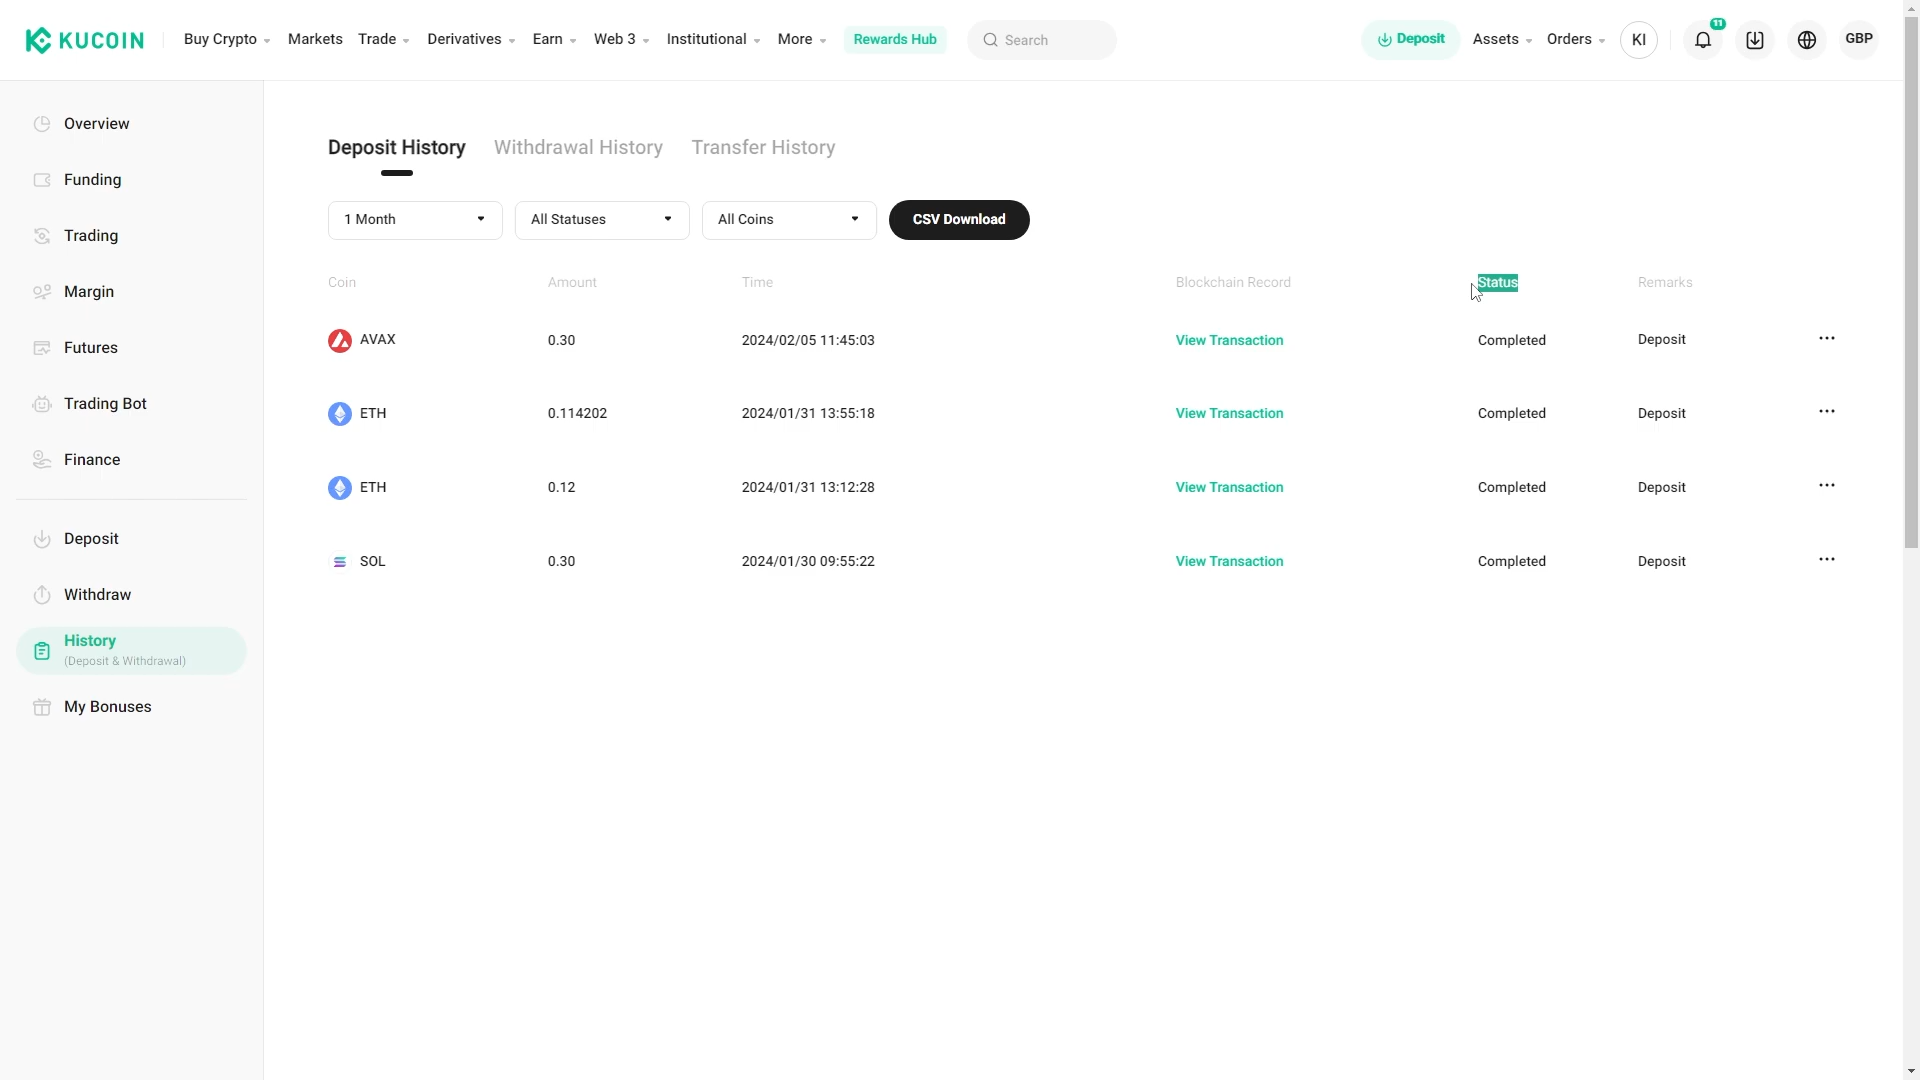 KUCOIN Buy Crypto Markets Trade Derivatives Earn Web 3 Institutional More Rewards Hub Search Deposit Assets Orders KI 11 GBP
Overview
Funding
Trading
Margin
Futures
Trading Bot
Finance
Deposit
Withdraw
History
(Deposit & Withdrawal)
My Bonuses
Deposit History Withdrawal History Transfer History
1 Month All Statuses All Coins CSV Download
Coin Amount Time Blockchain Record Status Remarks
AVAX 0.30 2024/02/05 11:45:03 View Transaction Completed Deposit ...
ETH 0.114202 2024/01/31 13:55:18 View Transaction Completed Deposit ...
ETH 0.12 2024/01/31 13:12:28 View Transaction Completed Deposit ...
SOL 0.30 2024/01/30 09:55:22 View Transaction Completed Deposit ...